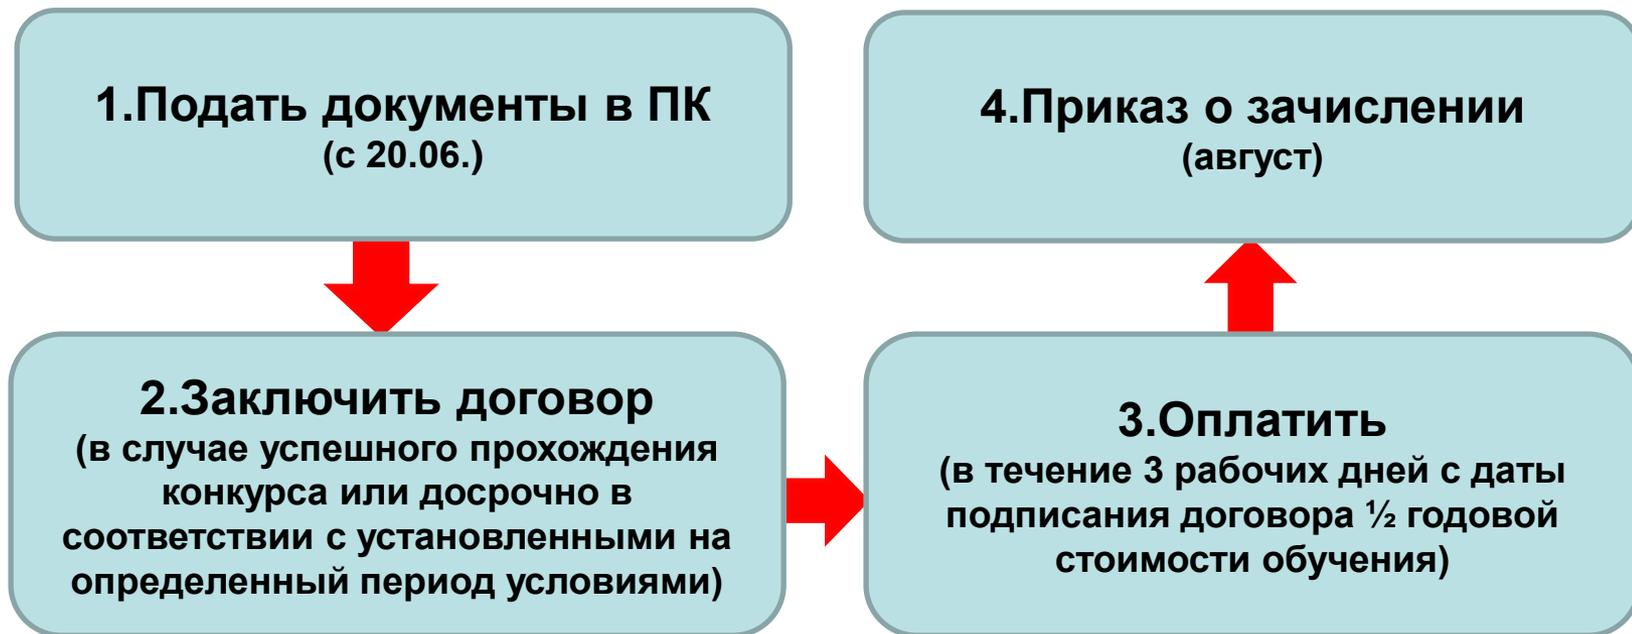 1.Подать документы в ПК
(с 20.06.)
2.Заключить договор
(в случае успешного прохождения
конкурса или досрочно в
соответствии с установленными на
определенный период условиями)
3.Оплатить
(в течение 3 рабочих дней с даты
подписания договора ½ годовой
стоимости обучения)
4.Приказ о зачислении
(август)